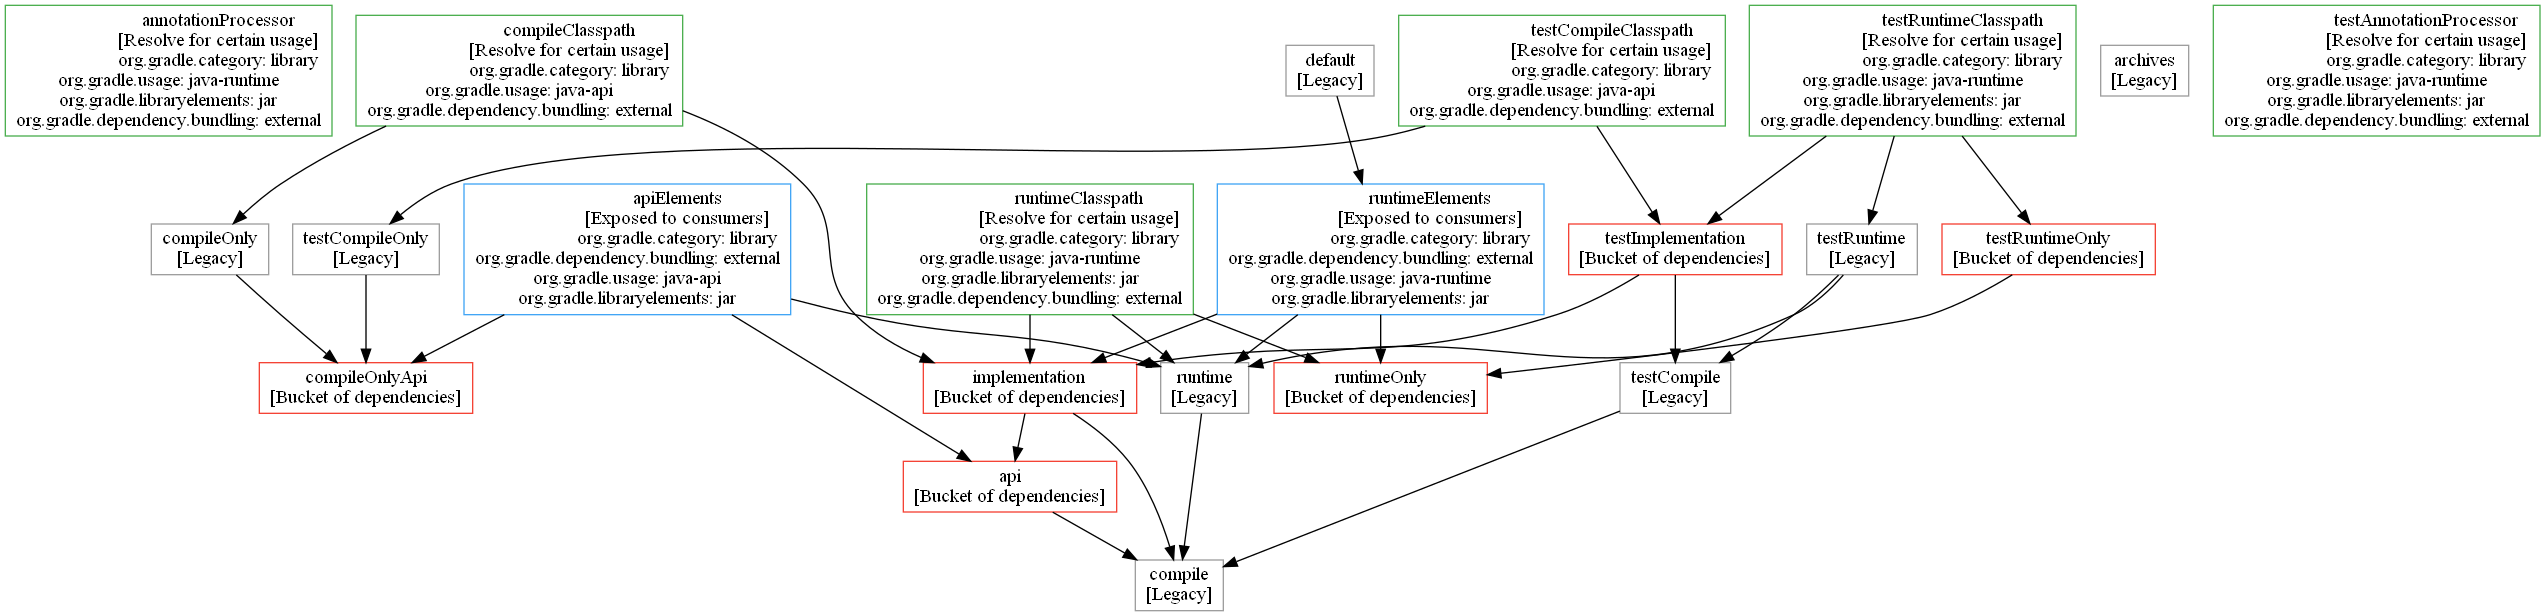 annotationProcessor
[Resolve for certain usage]
org.gradle.category: library
org.gradle.usage: java-runtime
org.gradle.libraryelements: jar
org.gradle.dependency.bundling: external
compileClasspath
[Resolve for certain usage]
org.gradle.category: library
org.gradle.usage: java-api
org.gradle.dependency.bundling: external
default
[Legacy]
testCompileClasspath
[Resolve for certain usage]
org.gradle.category: library
org.gradle.usage: java-api
org.gradle.dependency.bundling: external
testRuntimeClasspath
[Resolve for certain usage]
org.gradle.category: library
org.gradle.usage: java-runtime
org.gradle.libraryelements: jar
org.gradle.dependency.bundling: external
archives
[Legacy]
testAnnotationProcessor
[Resolve for certain usage]
org.gradle.category: library
org.gradle.usage: java-runtime
org.gradle.libraryelements: jar
org.gradle.dependency.bundling: external
compileOnly
[Legacy]
testCompileOnly
[Legacy]
apiElements
[Exposed to consumers]
org.gradle.category: library
org.gradle.dependency.bundling: external
org.gradle.usage: java-api
org.gradle.libraryelements: jar
runtimeClasspath
[Resolve for certain usage]
org.gradle.category: library
org.gradle.usage: java-runtime
org.gradle.libraryelements: jar
org.gradle.dependency.bundling: external
runtimeElements
[Exposed to consumers]
org.gradle.category: library
org.gradle.dependency.bundling: external
org.gradle.usage: java-runtime
org.gradle.libraryelements: jar
testImplementation
[Bucket of dependencies]
testRuntime
[Legacy]
testRuntimeOnly
[Bucket of dependencies]
compileOnlyApi
[Bucket of dependencies]
implementation
[Bucket of dependencies]
runtime
[Legacy]
runtimeOnly
[Bucket of dependencies]
testCompile
[Legacy]
api
[Bucket of dependencies]
compile
[Legacy]